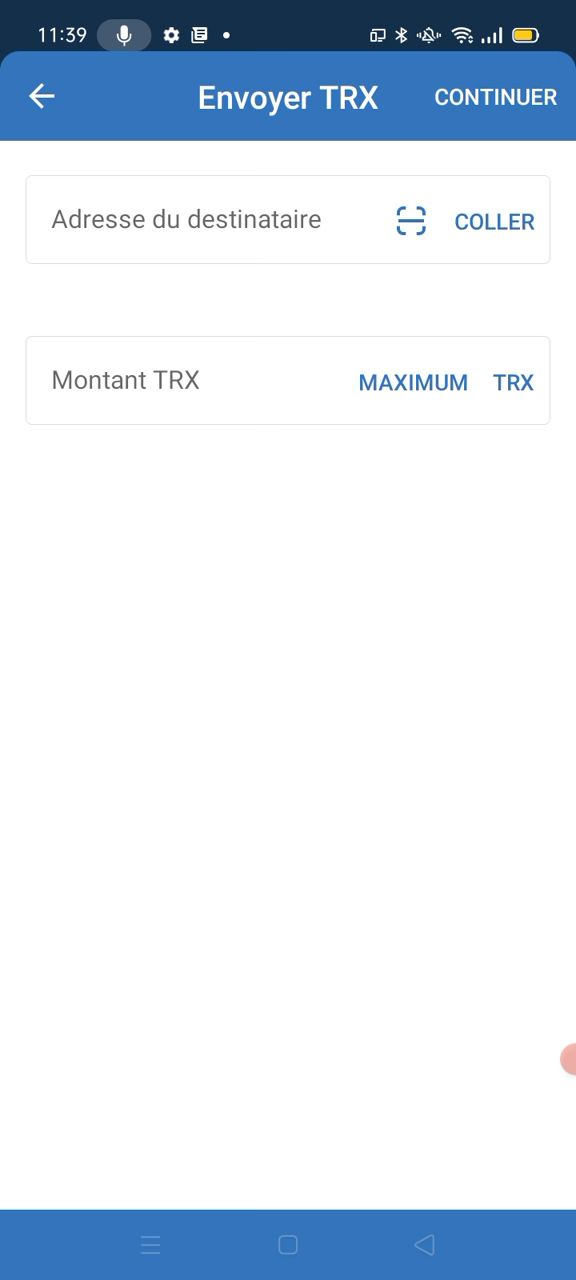 11:39
Envoyer TRX
CONTINUER
Adresse du destinataire
COLLER
Montant TRX
MAXIMUM
TRX